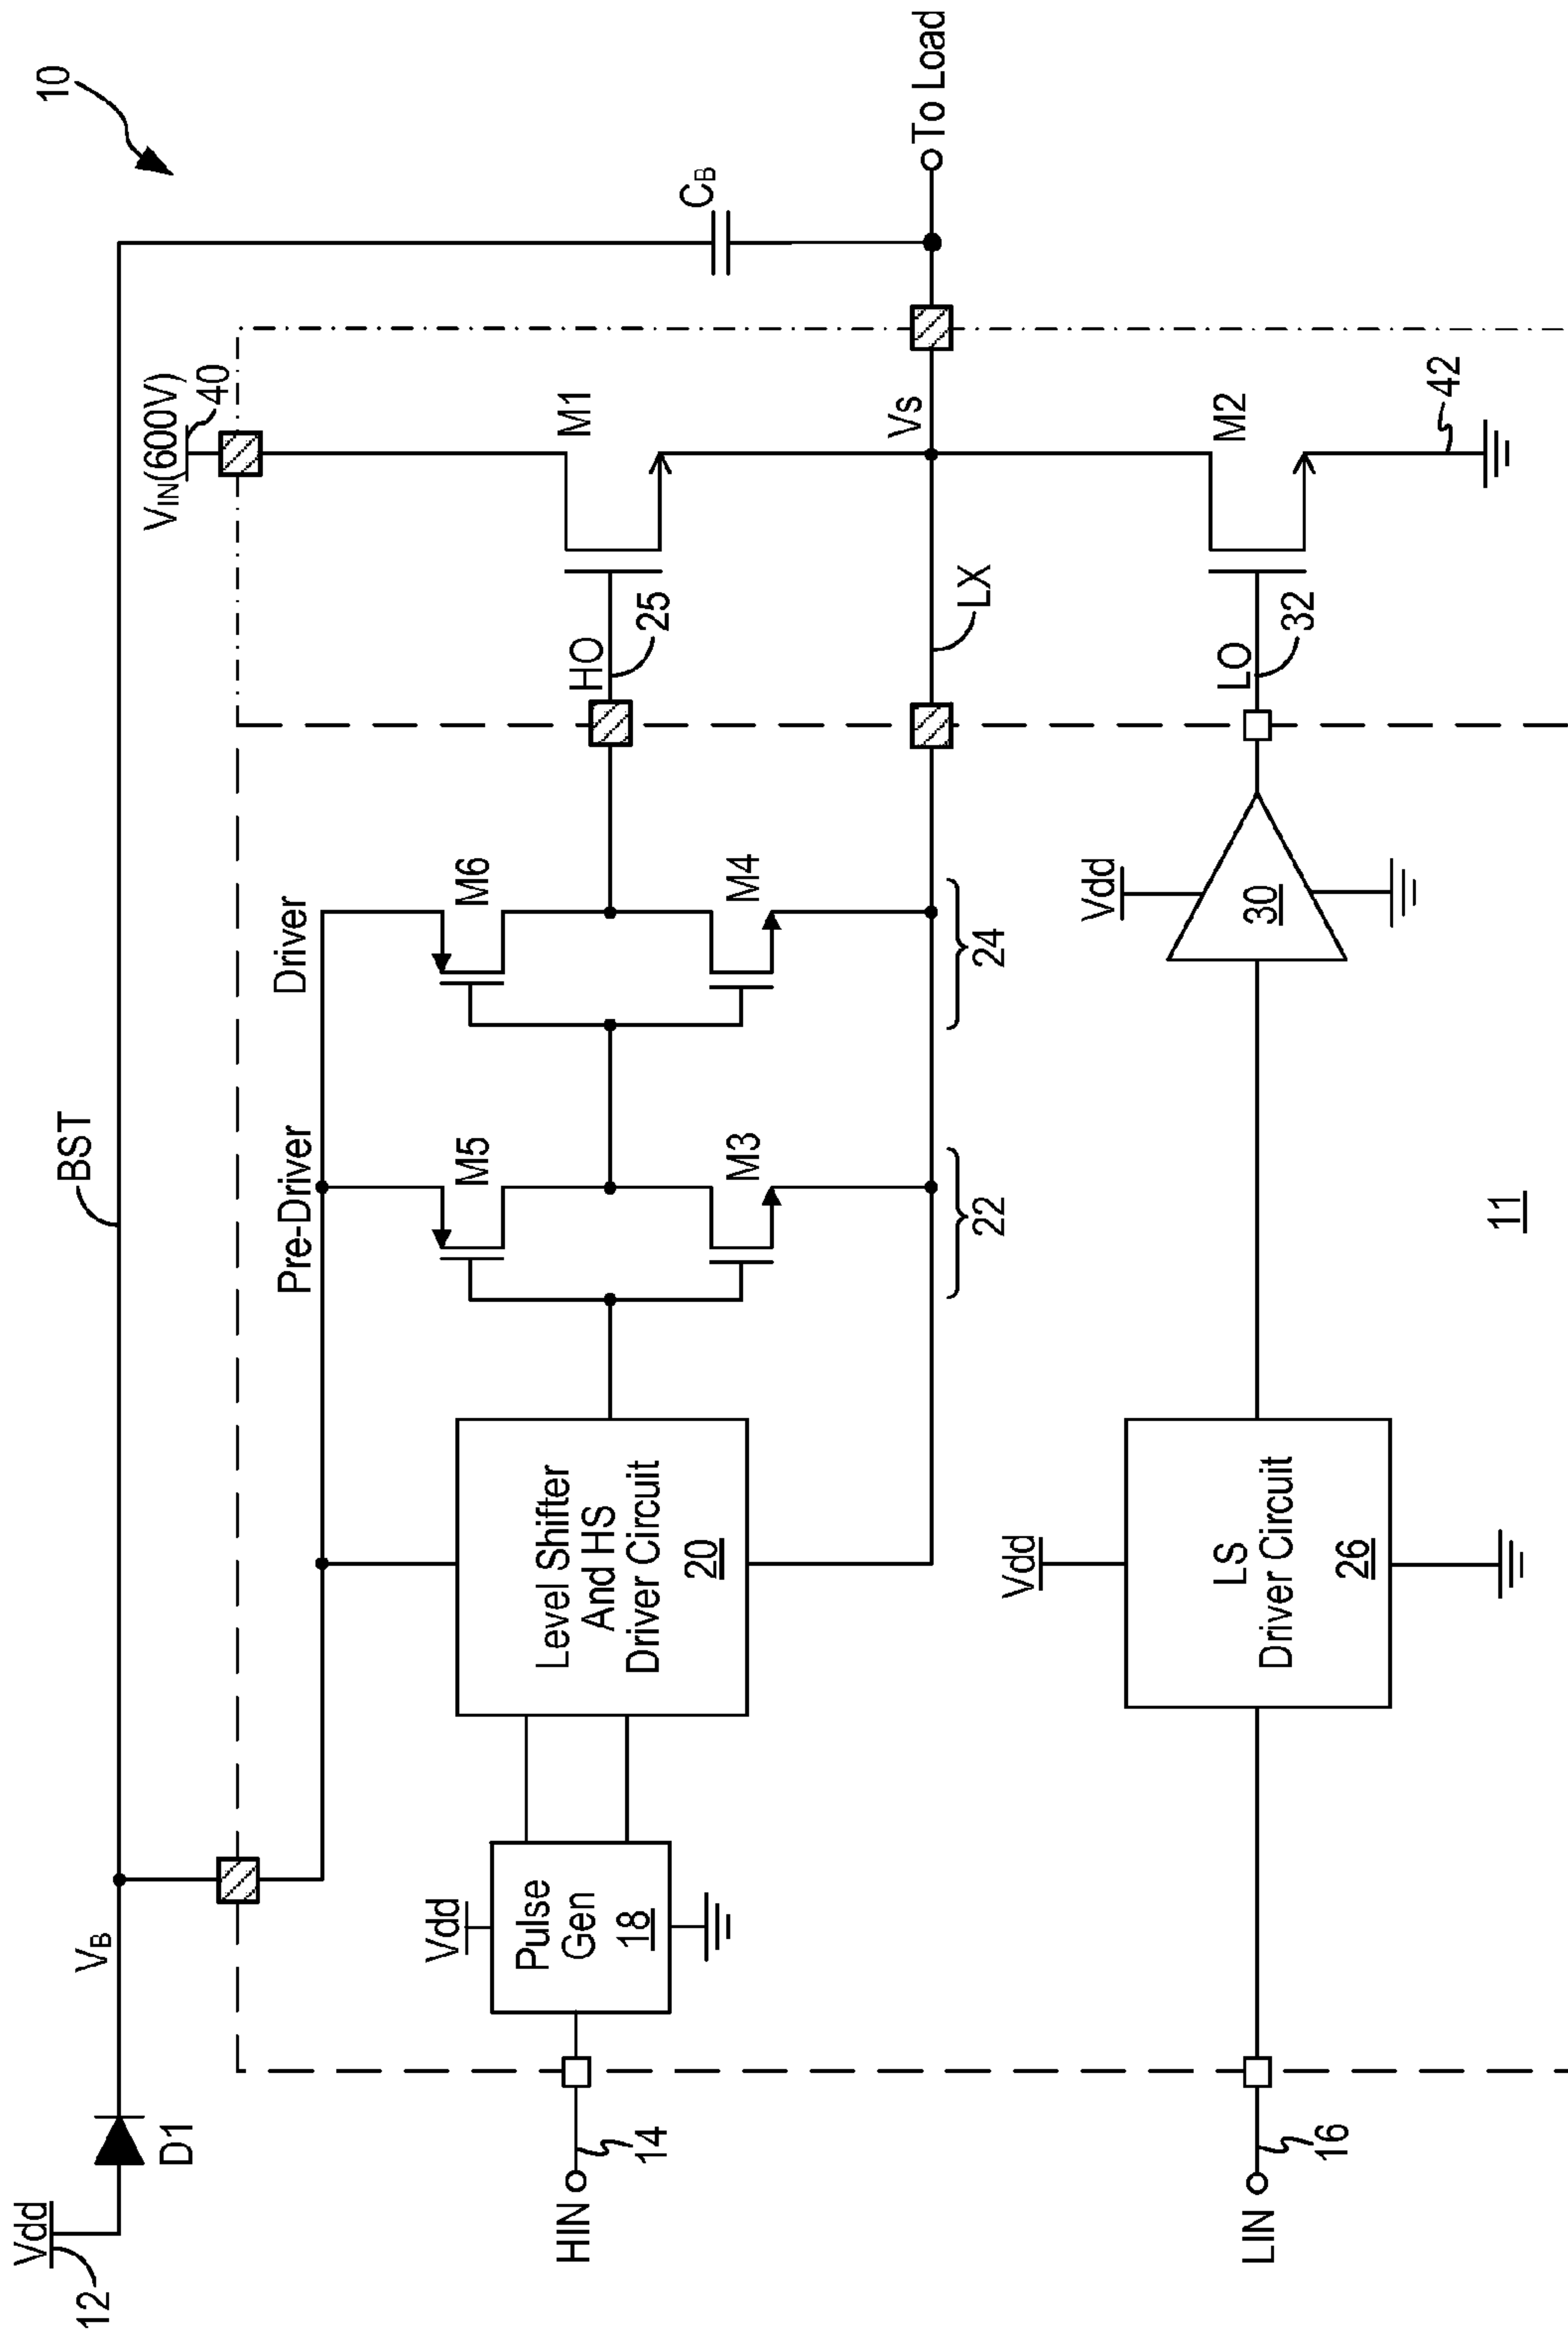 10
Vdd
12
D1
V_B
BST
C_B
V_IN(600V)
40
Pre-Driver
Driver
M5
M6
M1
Vdd
Pulse
Gen
18
HIN
14
Level Shifter
And HS
Driver Circuit
20
HO
25
M3
M4
Vs
To Load
22
24
LX
Vdd
LS
Driver Circuit
26
LIN
16
Vdd
30
LO
32
M2
42
11